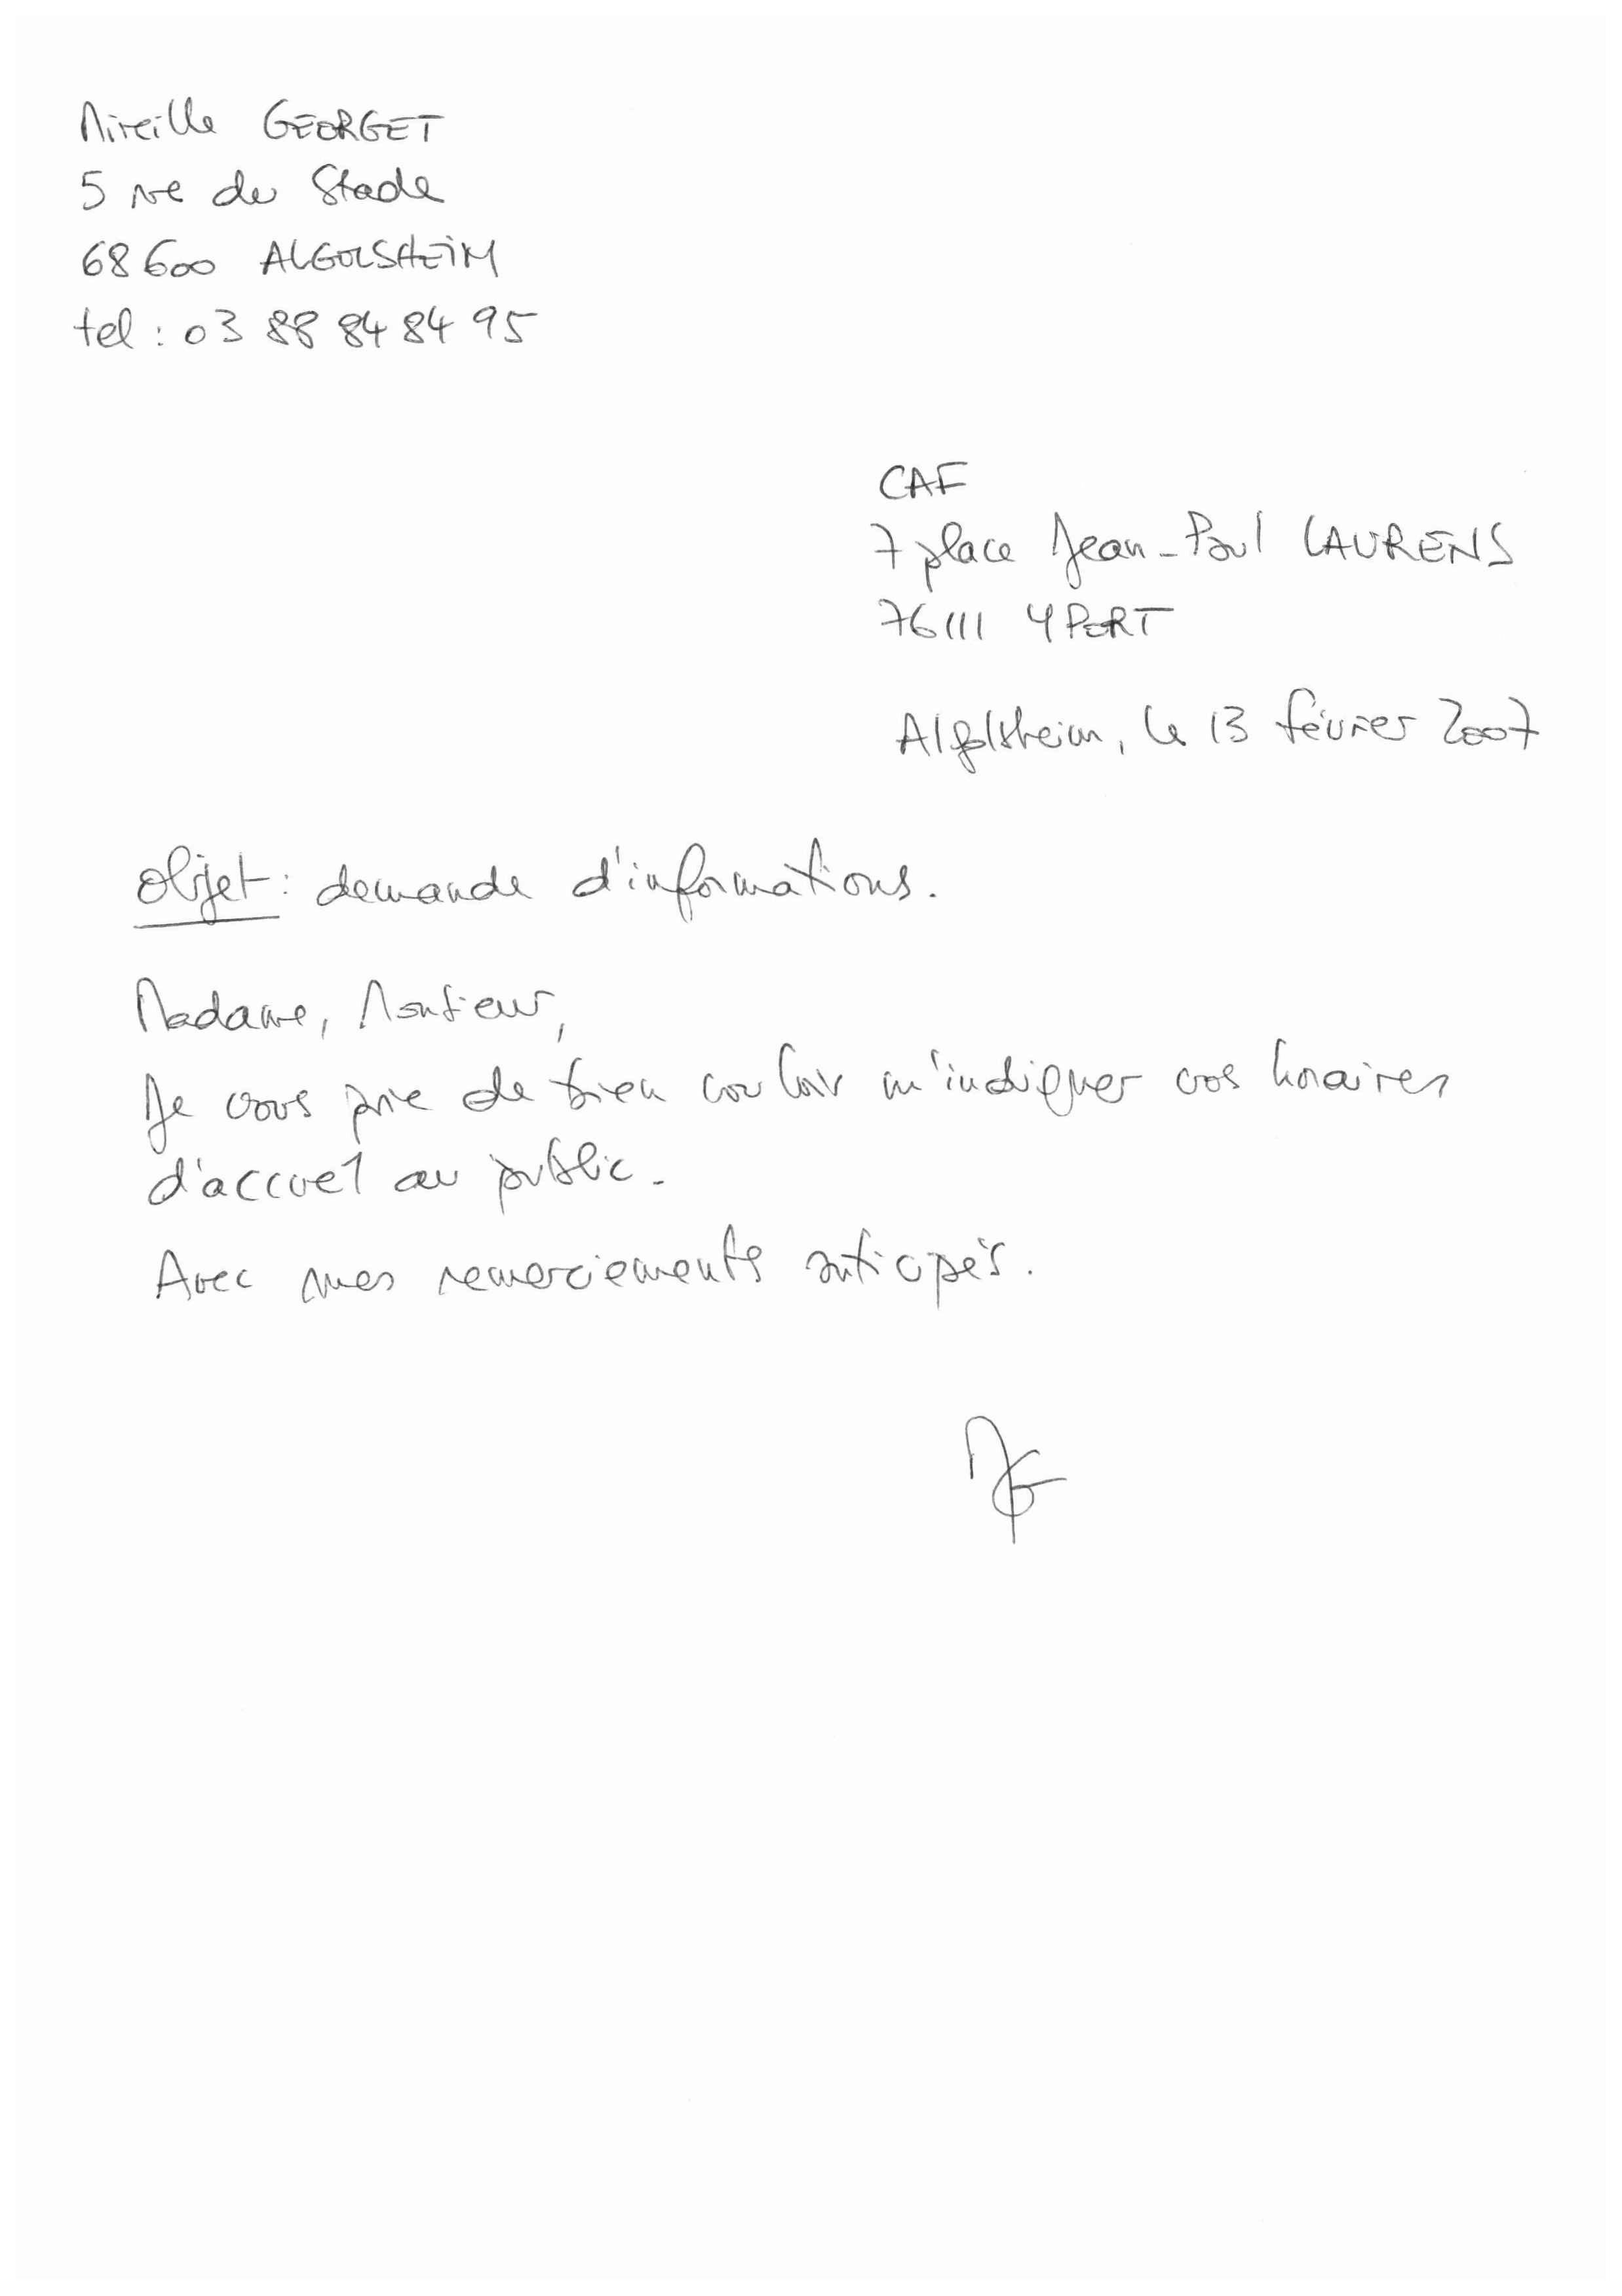 Mireille GEORGET
5 rue du Stade
68600 ALGOLSHEIM
tel : 03 88 84 84 95
CAF
7 place Jean-Paul LAURENS
76111 YPORT
Algolsheim, le 13 février 2007
objet : demande d'informations.
Madame, Monsieur,
Je vous prie de bien vouloir m'indiquer vos horaires
d'accueil au public.
Avec mes remerciements anticipés.
MG